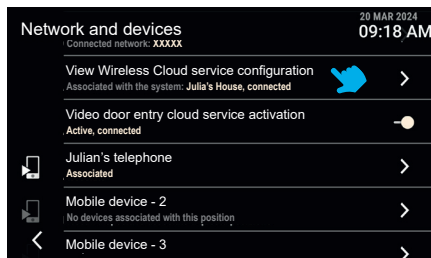 Network and devices
20 MAR 2024
09:18 AM
Connected network: XXXXX
View Wireless Cloud service configuration
Associated with the system: Julia's House, connected
Video door entry cloud service activation
Active, connected
Julian's telephone
Associated
Mobile device - 2
No devices associated with this position
Mobile device - 3